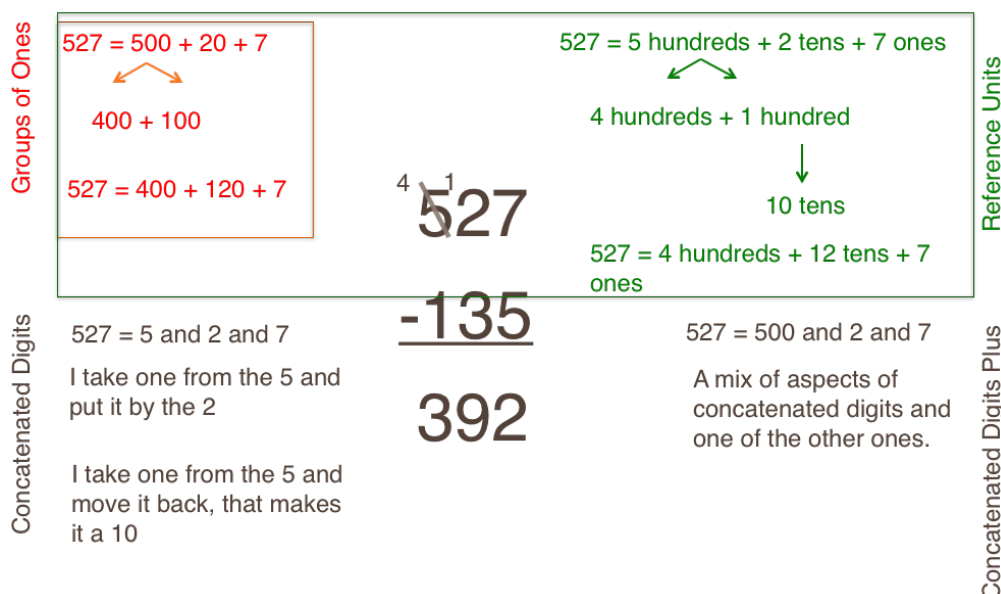 Groups of Ones
527 = 500 + 20 + 7
400 + 100
527 = 400 + 120 + 7
527 = 5 hundreds + 2 tens + 7 ones
4 hundreds + 1 hundred
10 tens
527 = 4 hundreds + 12 tens + 7
ones
Reference Units
4 1
527
-135
392
Concatenated Digits
527 = 5 and 2 and 7
I take one from the 5 and
put it by the 2
I take one from the 5 and
move it back, that makes
it a 10
527 = 500 and 2 and 7
A mix of aspects of
concatenated digits and
one of the other ones.
Concatenated Digits Plus